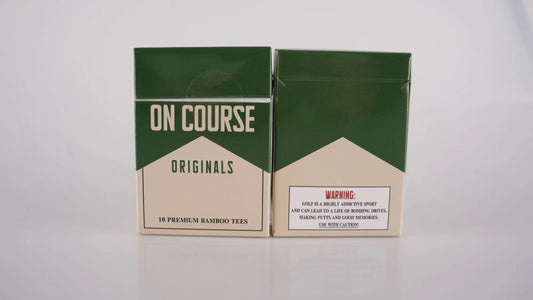 ON COURSE
ORIGINALS
10 PREMIUM BAMBOO TEES
WARNING:
GOLF IS A HIGHLY ADDICTIVE SPORT
AND CAN LEAD TO A LIFE OF BOMBING DRIVES,
MAKING PUTTS AND GOOD MEMORIES.
USE WITH CAUTION!